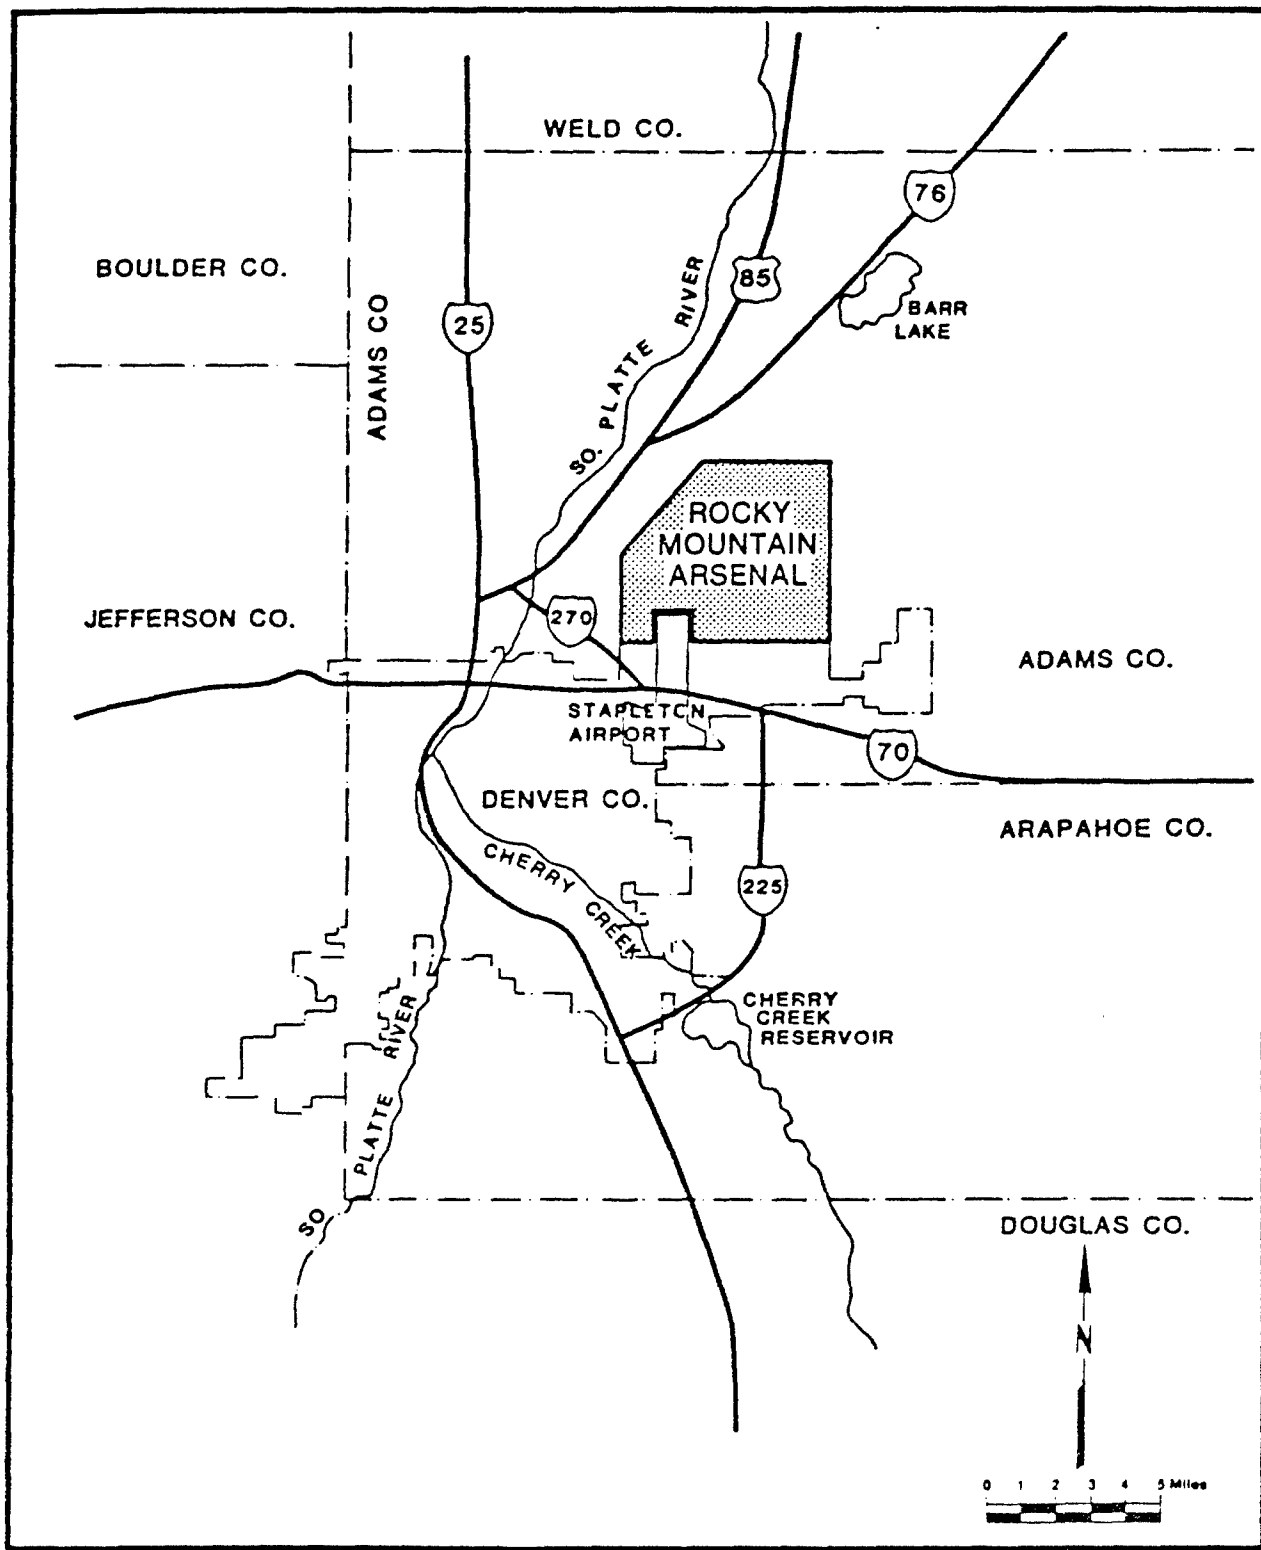 WELD CO.
76
BOULDER CO.
85
SO. PLATTE RIVER
BARR
LAKE
ADAMS CO
25
ROCKY
MOUNTAIN
ARSENAL
JEFFERSON CO.
270
ADAMS CO.
STAPLETON
AIRPORT
70
DENVER CO.
ARAPAHOE CO.
CHERRY CREEK
225
CHERRY
CREEK
RESERVOIR
SO PLATTE RIVER
DOUGLAS CO.
N
0 1 2 3 4 5 Miles